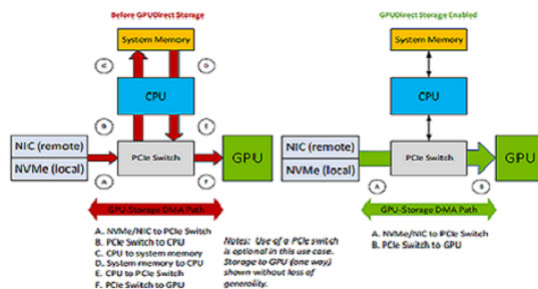 Before GPUDirect Storage
System Memory
C
D
CPU
B
E
NIC (remote)
NVMe (local)
PCIe Switch
GPU
A
F
GPU-Storage DMA Path
A. NVMe/NIC to PCIe Switch
B. PCIe Switch to CPU
C. CPU to system memory
D. System memory to CPU
E. CPU to PCIe Switch
F. PCIe Switch to GPU
Notes: Use of a PCIe switch
is optional in this use case.
Storage to GPU (one way)
shown without loss of
generality.
GPUDirect Storage Enabled
System Memory
CPU
NIC (remote)
NVMe (local)
PCIe Switch
GPU
A
B
GPU-Storage DMA Path
A. NVMe/NIC to PCIe Switch
B. PCIe Switch to GPU